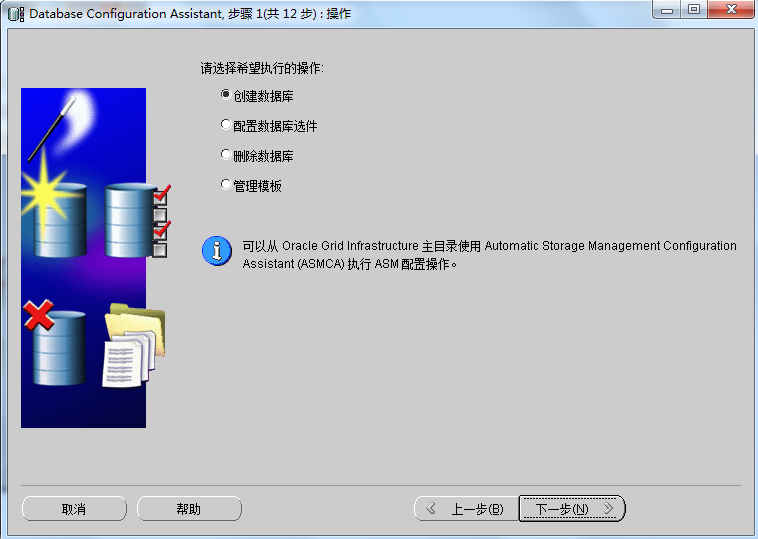 Database Configuration Assistant, 步骤 1(共 12 步) : 操作
请选择希望执行的操作:
创建数据库
配置数据库选件
删除数据库
管理模板
可以从 Oracle Grid Infrastructure 主目录使用 Automatic Storage Management Configuration
Assistant (ASMCA) 执行 ASM 配置操作。
取消
帮助
上一步(B)
下一步(N)